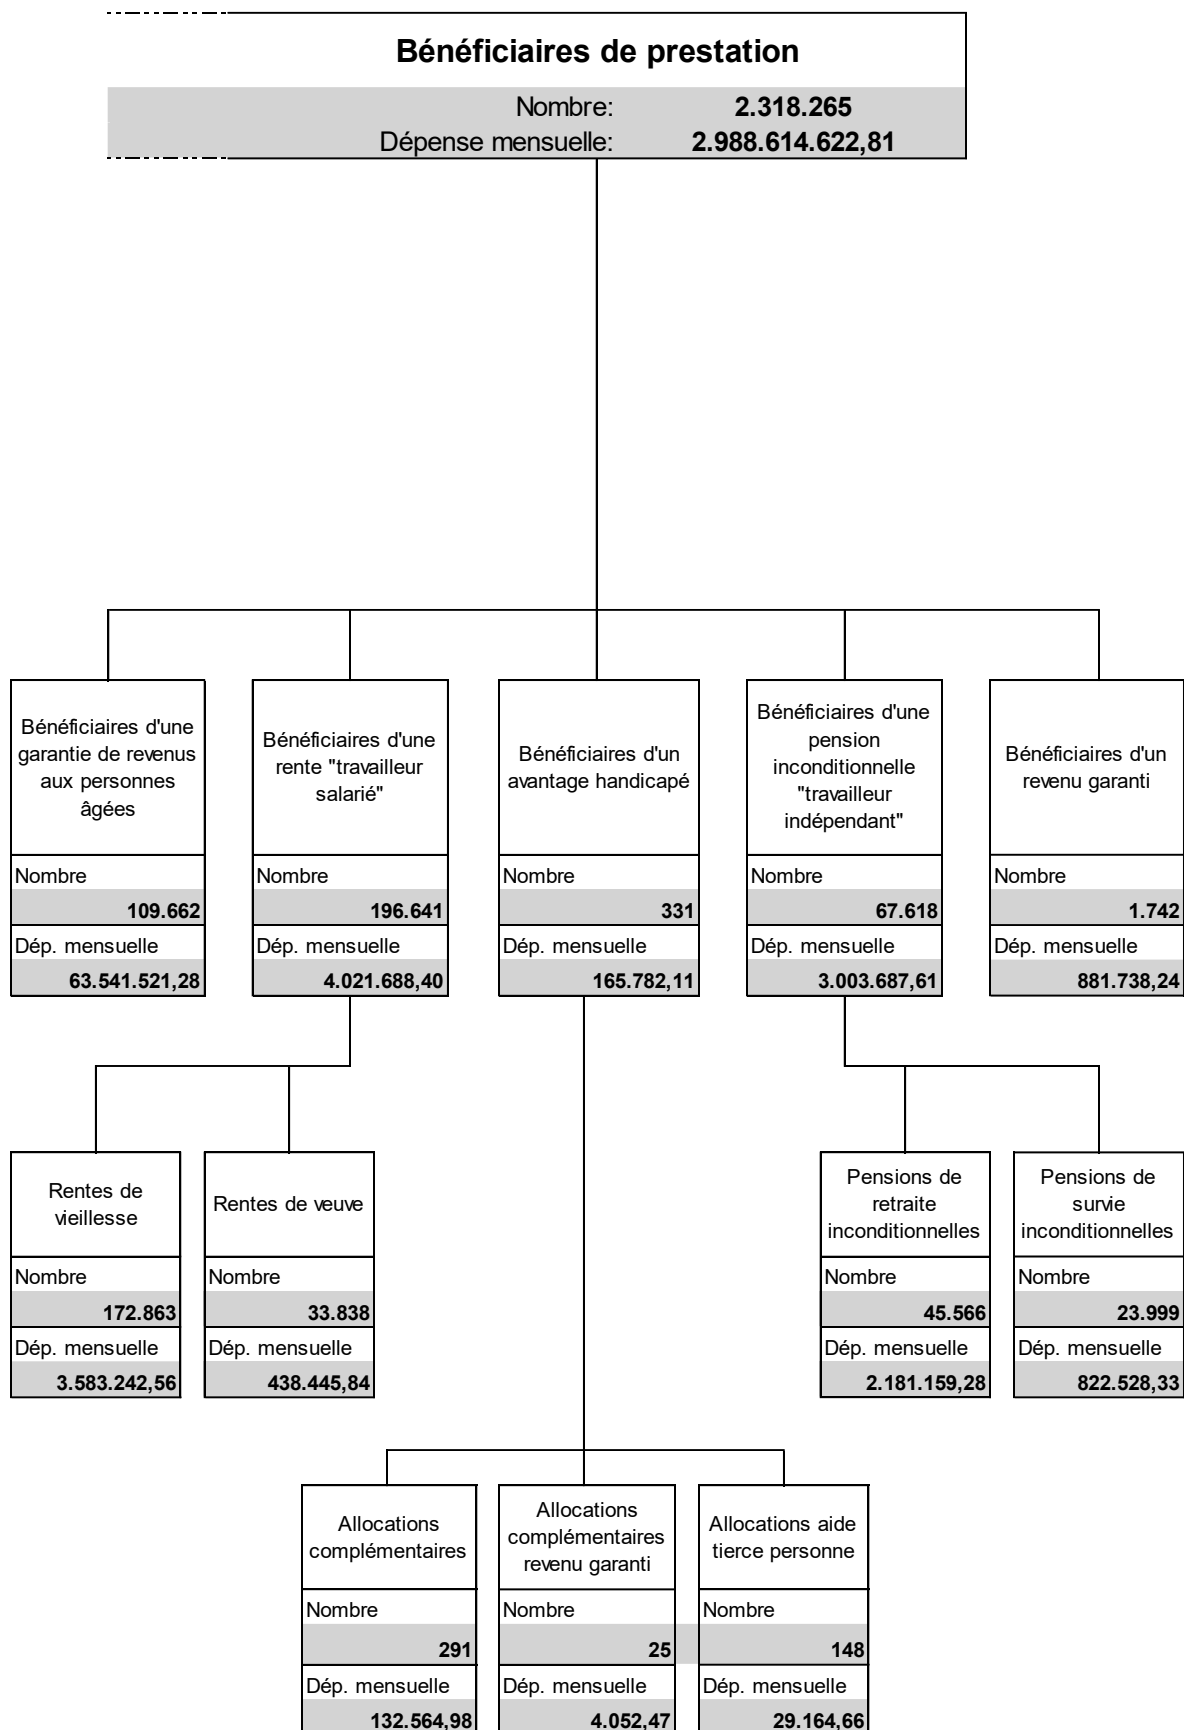 Bénéficiaires de prestation
Nombre: 2.318.265
Dépense mensuelle: 2.988.614.622,81
Bénéficiaires d'une
garantie de revenus
aux personnes
âgées
Nombre
109.662
Dép. mensuelle
63.541.521,28
Bénéficiaires d'une
rente "travailleur
salarié"
Nombre
196.641
Dép. mensuelle
4.021.688,40
Bénéficiaires d'un
avantage handicapé
Nombre
331
Dép. mensuelle
165.782,11
Bénéficiaires d'une
pension
inconditionnelle
"travailleur
indépendant"
Nombre
67.618
Dép. mensuelle
3.003.687,61
Bénéficiaires d'un
revenu garanti
Nombre
1.742
Dép. mensuelle
881.738,24
Rentes de
vieillesse
Nombre
172.863
Dép. mensuelle
3.583.242,56
Rentes de veuve
Nombre
33.838
Dép. mensuelle
438.445,84
Pensions de
retraite
inconditionnelles
Nombre
45.566
Dép. mensuelle
2.181.159,28
Pensions de
survie
inconditionnelles
Nombre
23.999
Dép. mensuelle
822.528,33
Allocations
complémentaires
Nombre
291
Dép. mensuelle
132.564,98
Allocations
complémentaires
revenu garanti
Nombre
25
Dép. mensuelle
4.052,47
Allocations aide
tierce personne
Nombre
148
Dép. mensuelle
29.164,66